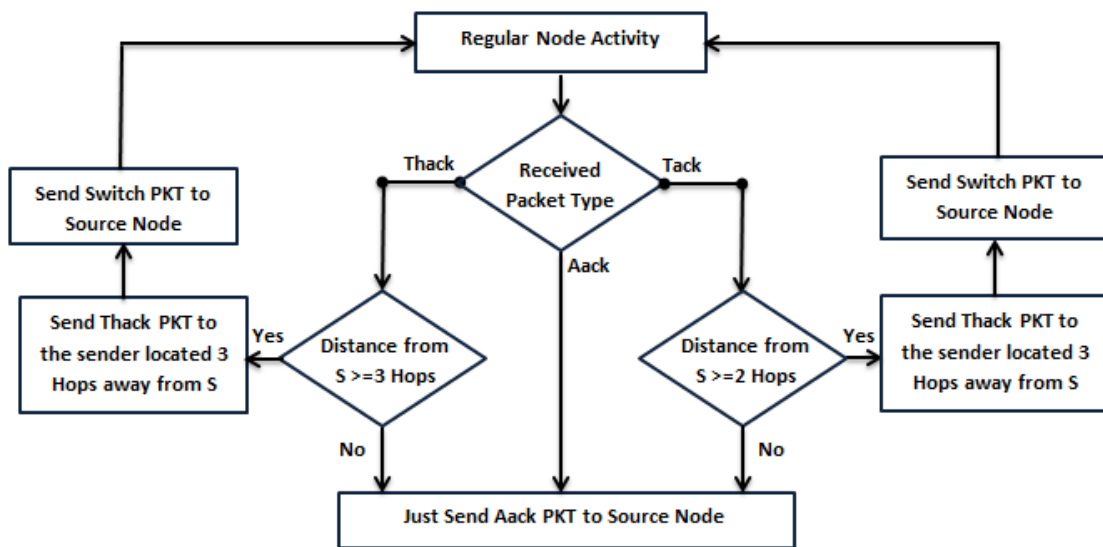 Regular Node Activity
Thack
Received
Packet Type
Tack
Send Switch PKT to
Source Node
Send Switch PKT to
Source Node
Aack
Send Thack PKT to
the sender located 3
Hops away from S
Yes
Distance from
S >=3 Hops
Distance from
S >=2 Hops
Yes
Send Thack PKT to
the sender located 3
Hops away from S
No
No
Just Send Aack PKT to Source Node